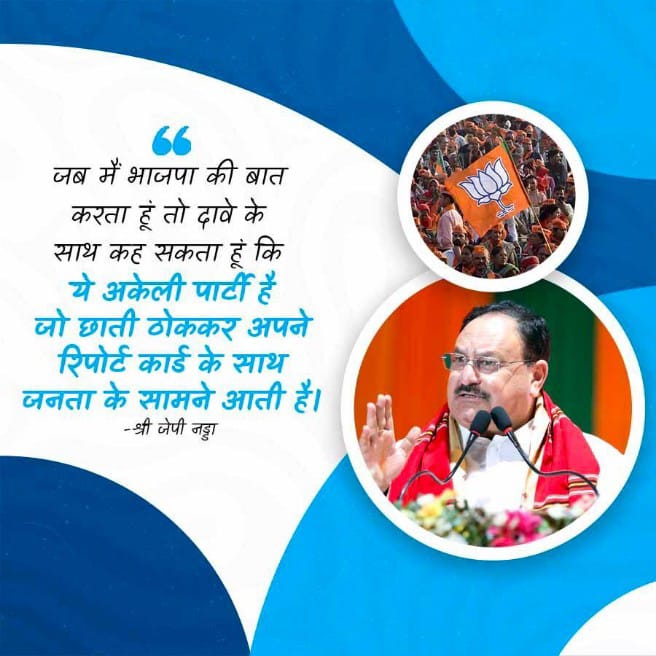 “
जब मैं भाजपा की बात
करता हूं तो दावे के
साथ कह सकता हूं कि
ये अकेली पार्टी है
जो छाती ठोककर अपने
रिपोर्ट कार्ड के साथ
जनता के सामने आती है।
-श्री जेपी नड्डा